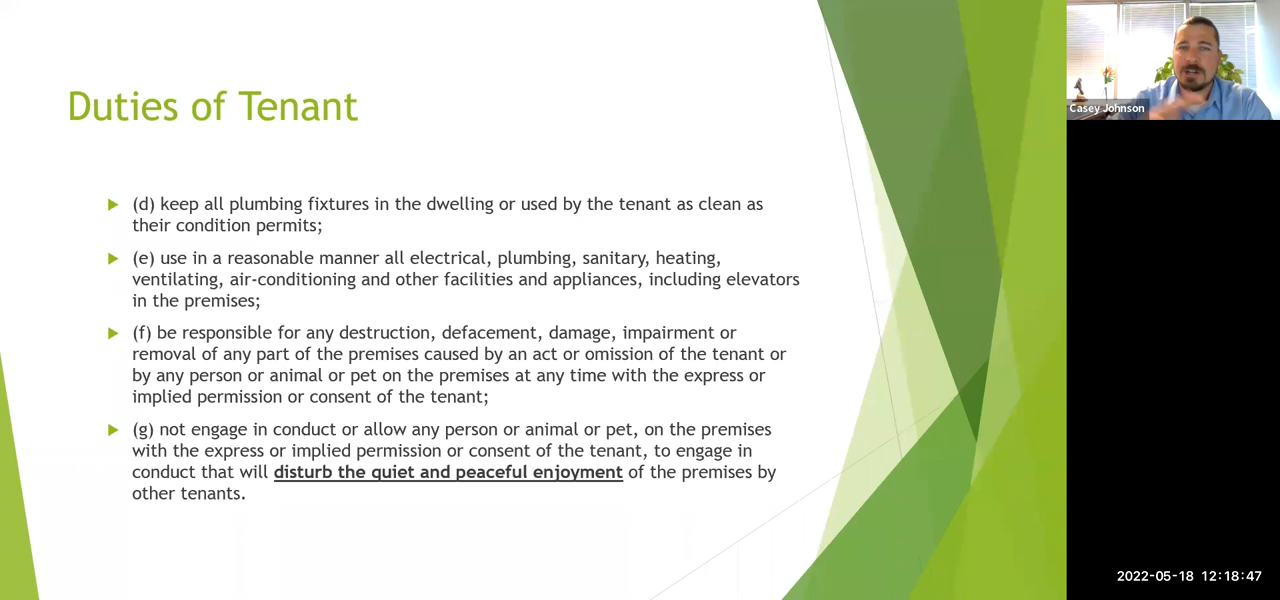 Duties of Tenant
(d) keep all plumbing fixtures in the dwelling or used by the tenant as clean as
their condition permits;
(e) use in a reasonable manner all electrical, plumbing, sanitary, heating,
ventilating, air-conditioning and other facilities and appliances, including elevators
in the premises;
(f) be responsible for any destruction, defacement, damage, impairment or
removal of any part of the premises caused by an act or omission of the tenant or
by any person or animal or pet on the premises at any time with the express or
implied permission or consent of the tenant;
(g) not engage in conduct or allow any person or animal or pet, on the premises
with the express or implied permission or consent of the tenant, to engage in
conduct that will disturb the quiet and peaceful enjoyment of the premises by
other tenants.
Casey Johnson
2022-05-18 12:18:47